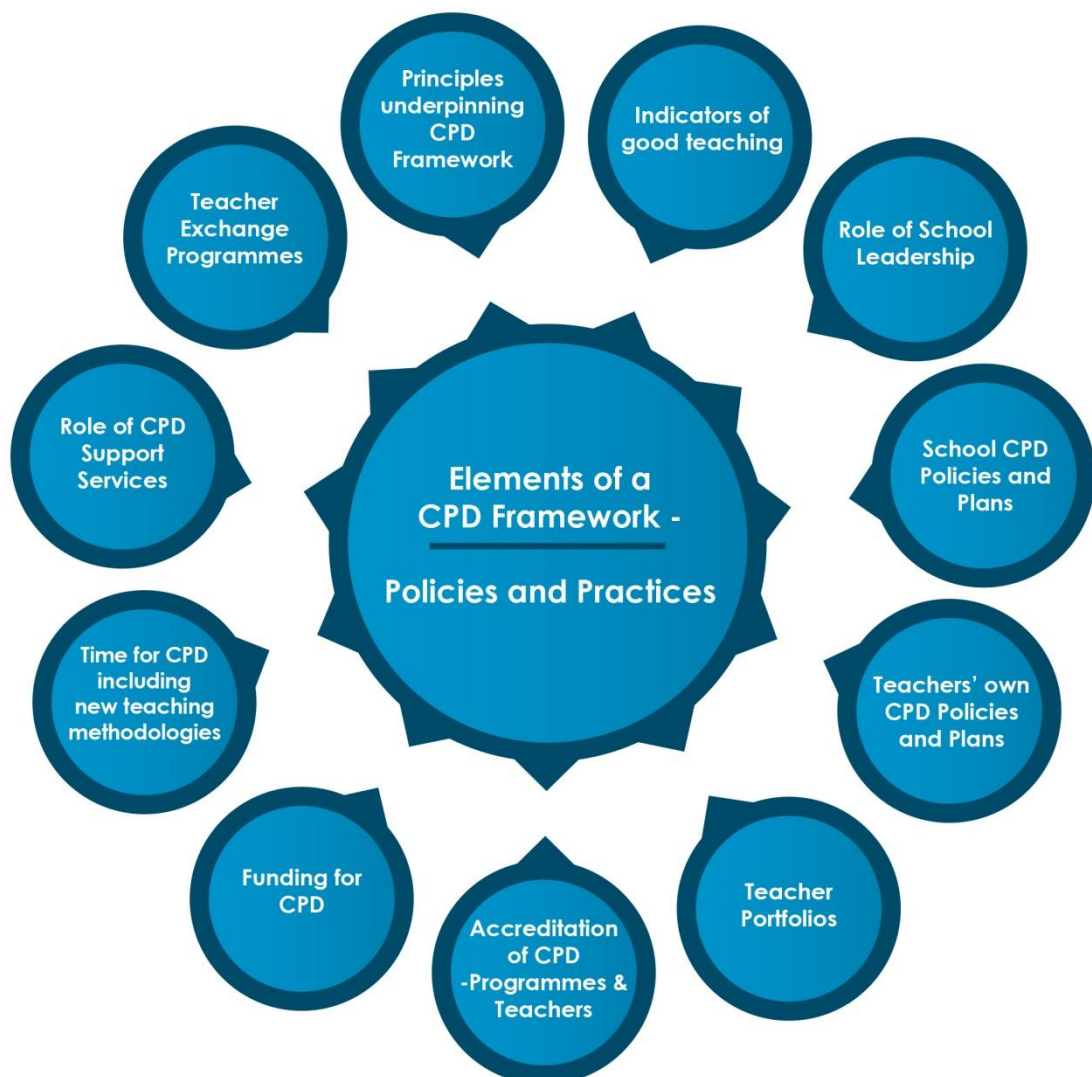 Principles
underpinning
CPD
Framework
Indicators of
good teaching
Role of School
Leadership
School CPD
Policies and
Plans
Teachers' own
CPD Policies
and Plans
Teacher
Portfolios
Accreditation
of CPD
-Programmes &
Teachers
Funding for
CPD
Time for CPD
including
new teaching
methodologies
Role of CPD
Support
Services
Teacher
Exchange
Programmes
Elements of a
CPD Framework -
Policies and Practices